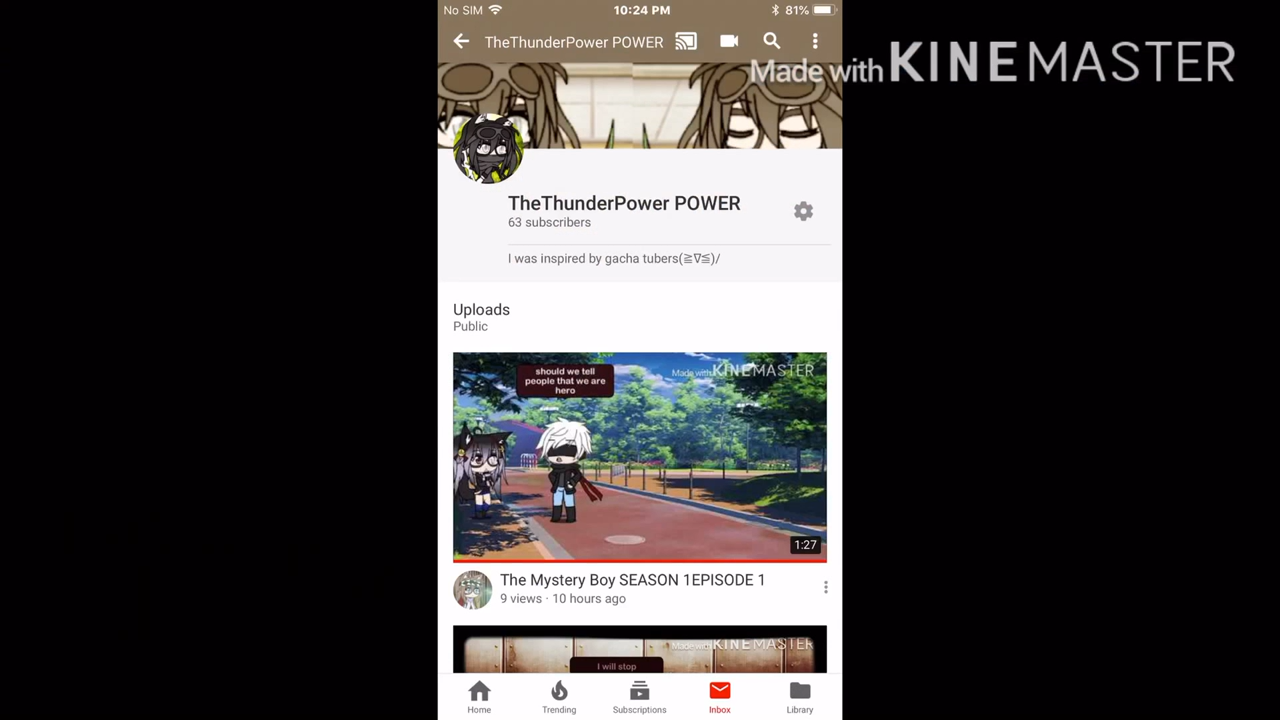 No SIM 10:24 PM 81%
TheThunderPower POWER
Made with KINEMASTER
TheThunderPower POWER
63 subscribers
I was inspired by gacha tubers(≧∇≦)/
Uploads
Public
should we tell
people that we are
hero
Made with KINEMASTER
1:27
The Mystery Boy SEASON 1EPISODE 1
9 views · 10 hours ago
Made with KINEMASTER
I will stop
Home Trending Subscriptions Inbox Library